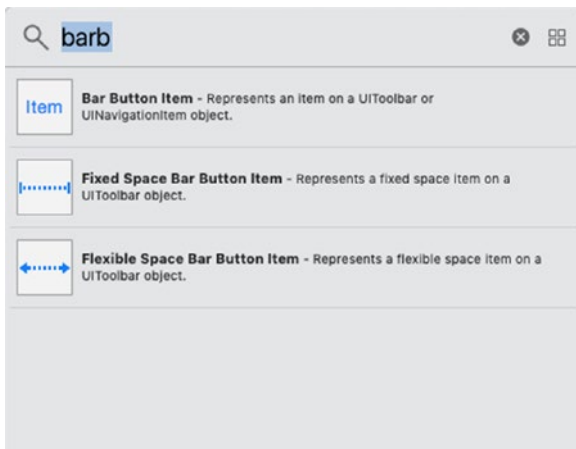 barb
Item
Bar Button Item - Represents an item on a UIToolbar or
UINavigationItem object.
Fixed Space Bar Button Item - Represents a fixed space item on a
UIToolbar object.
Flexible Space Bar Button Item - Represents a flexible space item on a
UIToolbar object.